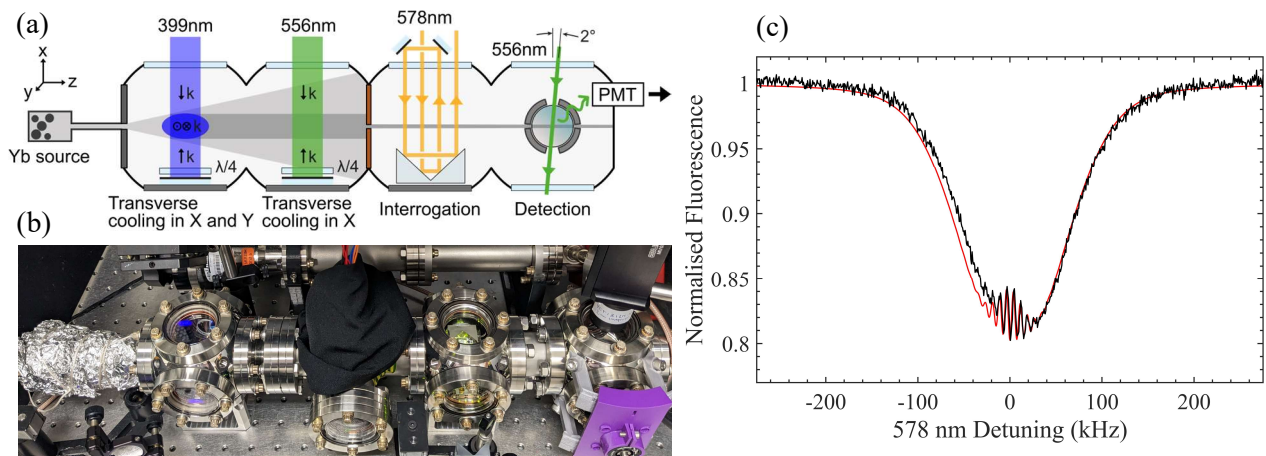 (a)
399nm
556nm
578nm
556nm
2°
x
y
z
k
k
k
k
k
λ/4
λ/4
PMT
Yb source
Transverse
cooling in X and Y
Transverse
cooling in X
Interrogation
Detection
(b)
(c)
Normalised Fluorescence
1
0.95
0.9
0.85
0.8
-200
-100
0
100
200
578 nm Detuning (kHz)